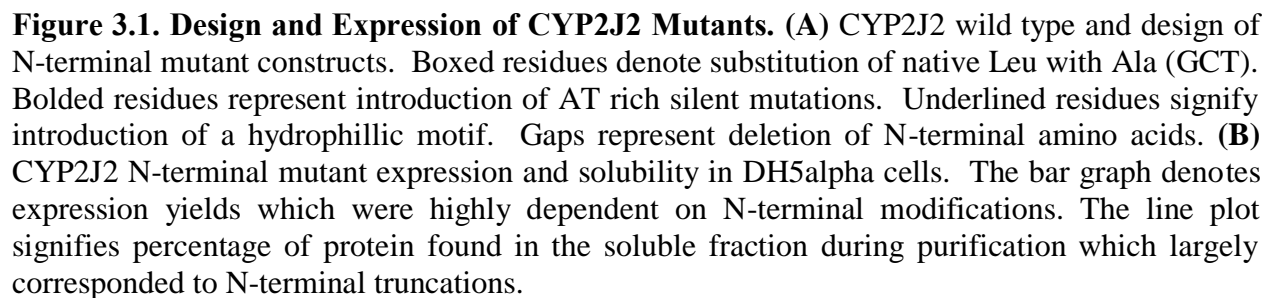 Figure 3.1. Design and Expression of CYP2J2 Mutants. (A) CYP2J2 wild type and design of
N-terminal mutant constructs. Boxed residues denote substitution of native Leu with Ala (GCT).
Bolded residues represent introduction of AT rich silent mutations. Underlined residues signify
introduction of a hydrophillic motif. Gaps represent deletion of N-terminal amino acids. (B)
CYP2J2 N-terminal mutant expression and solubility in DH5alpha cells. The bar graph denotes
expression yields which were highly dependent on N-terminal modifications. The line plot
signifies percentage of protein found in the soluble fraction during purification which largely
corresponded to N-terminal truncations.